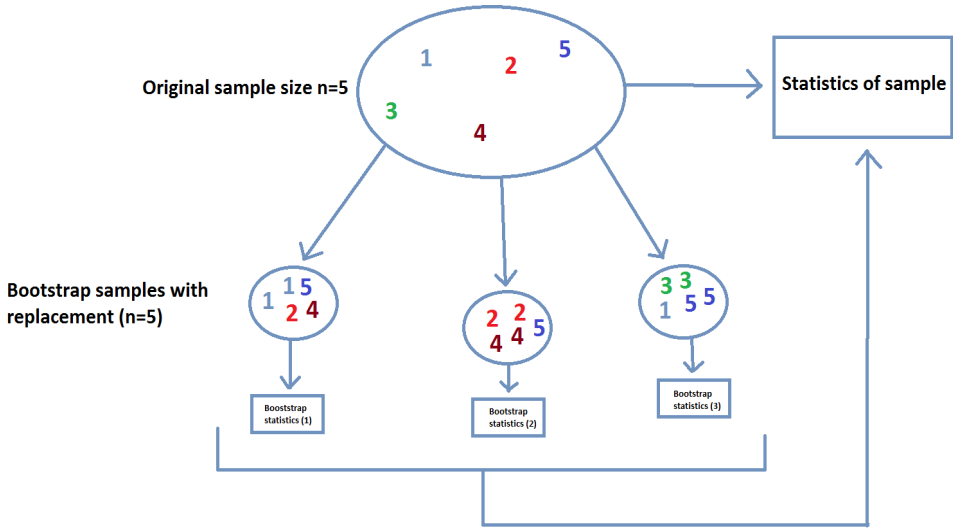 1
2
5
Original sample size n=5
3
4
Statistics of sample
Bootstrap samples with
replacement (n=5)
1 1 5
2 4
2 2
4 4 5
3 3
1 5 5
Booststrap
statistics (1)
Bootstrap
statistics (2)
Bootstrap
statistics (3)